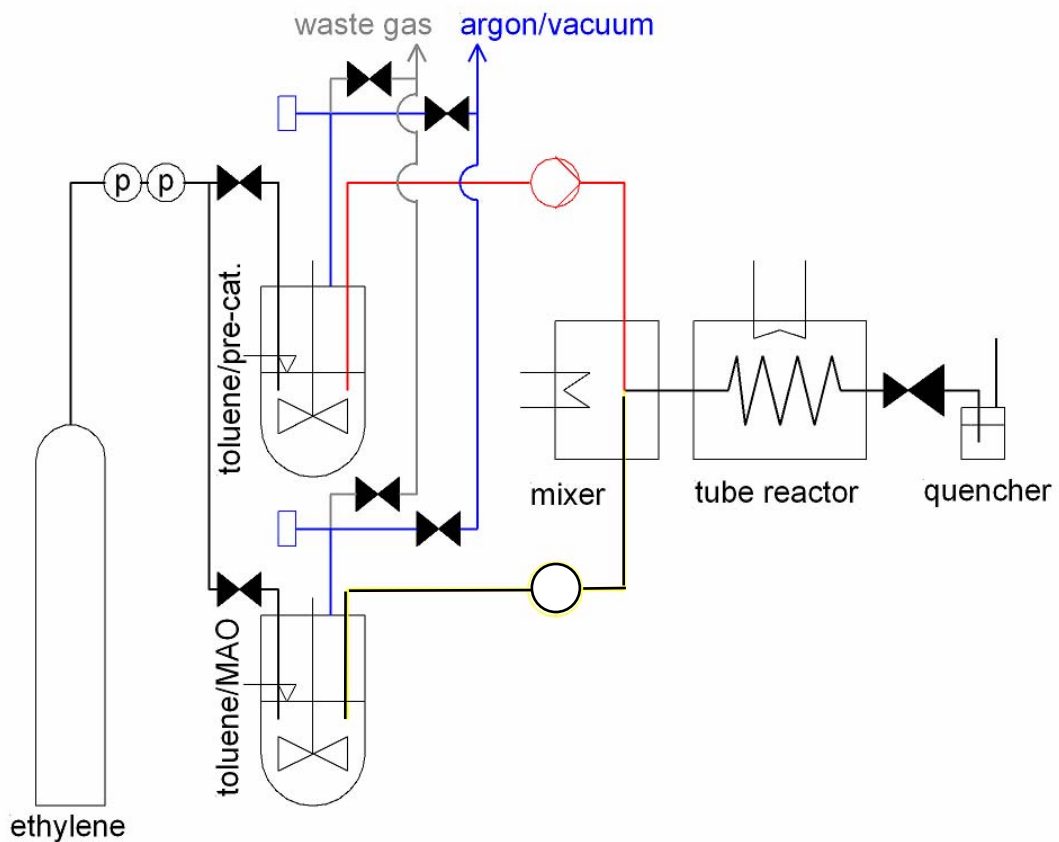 waste gas
argon/vacuum
p
p
toluene/pre-cat.
mixer
tube reactor
quencher
toluene/MAO
ethylene